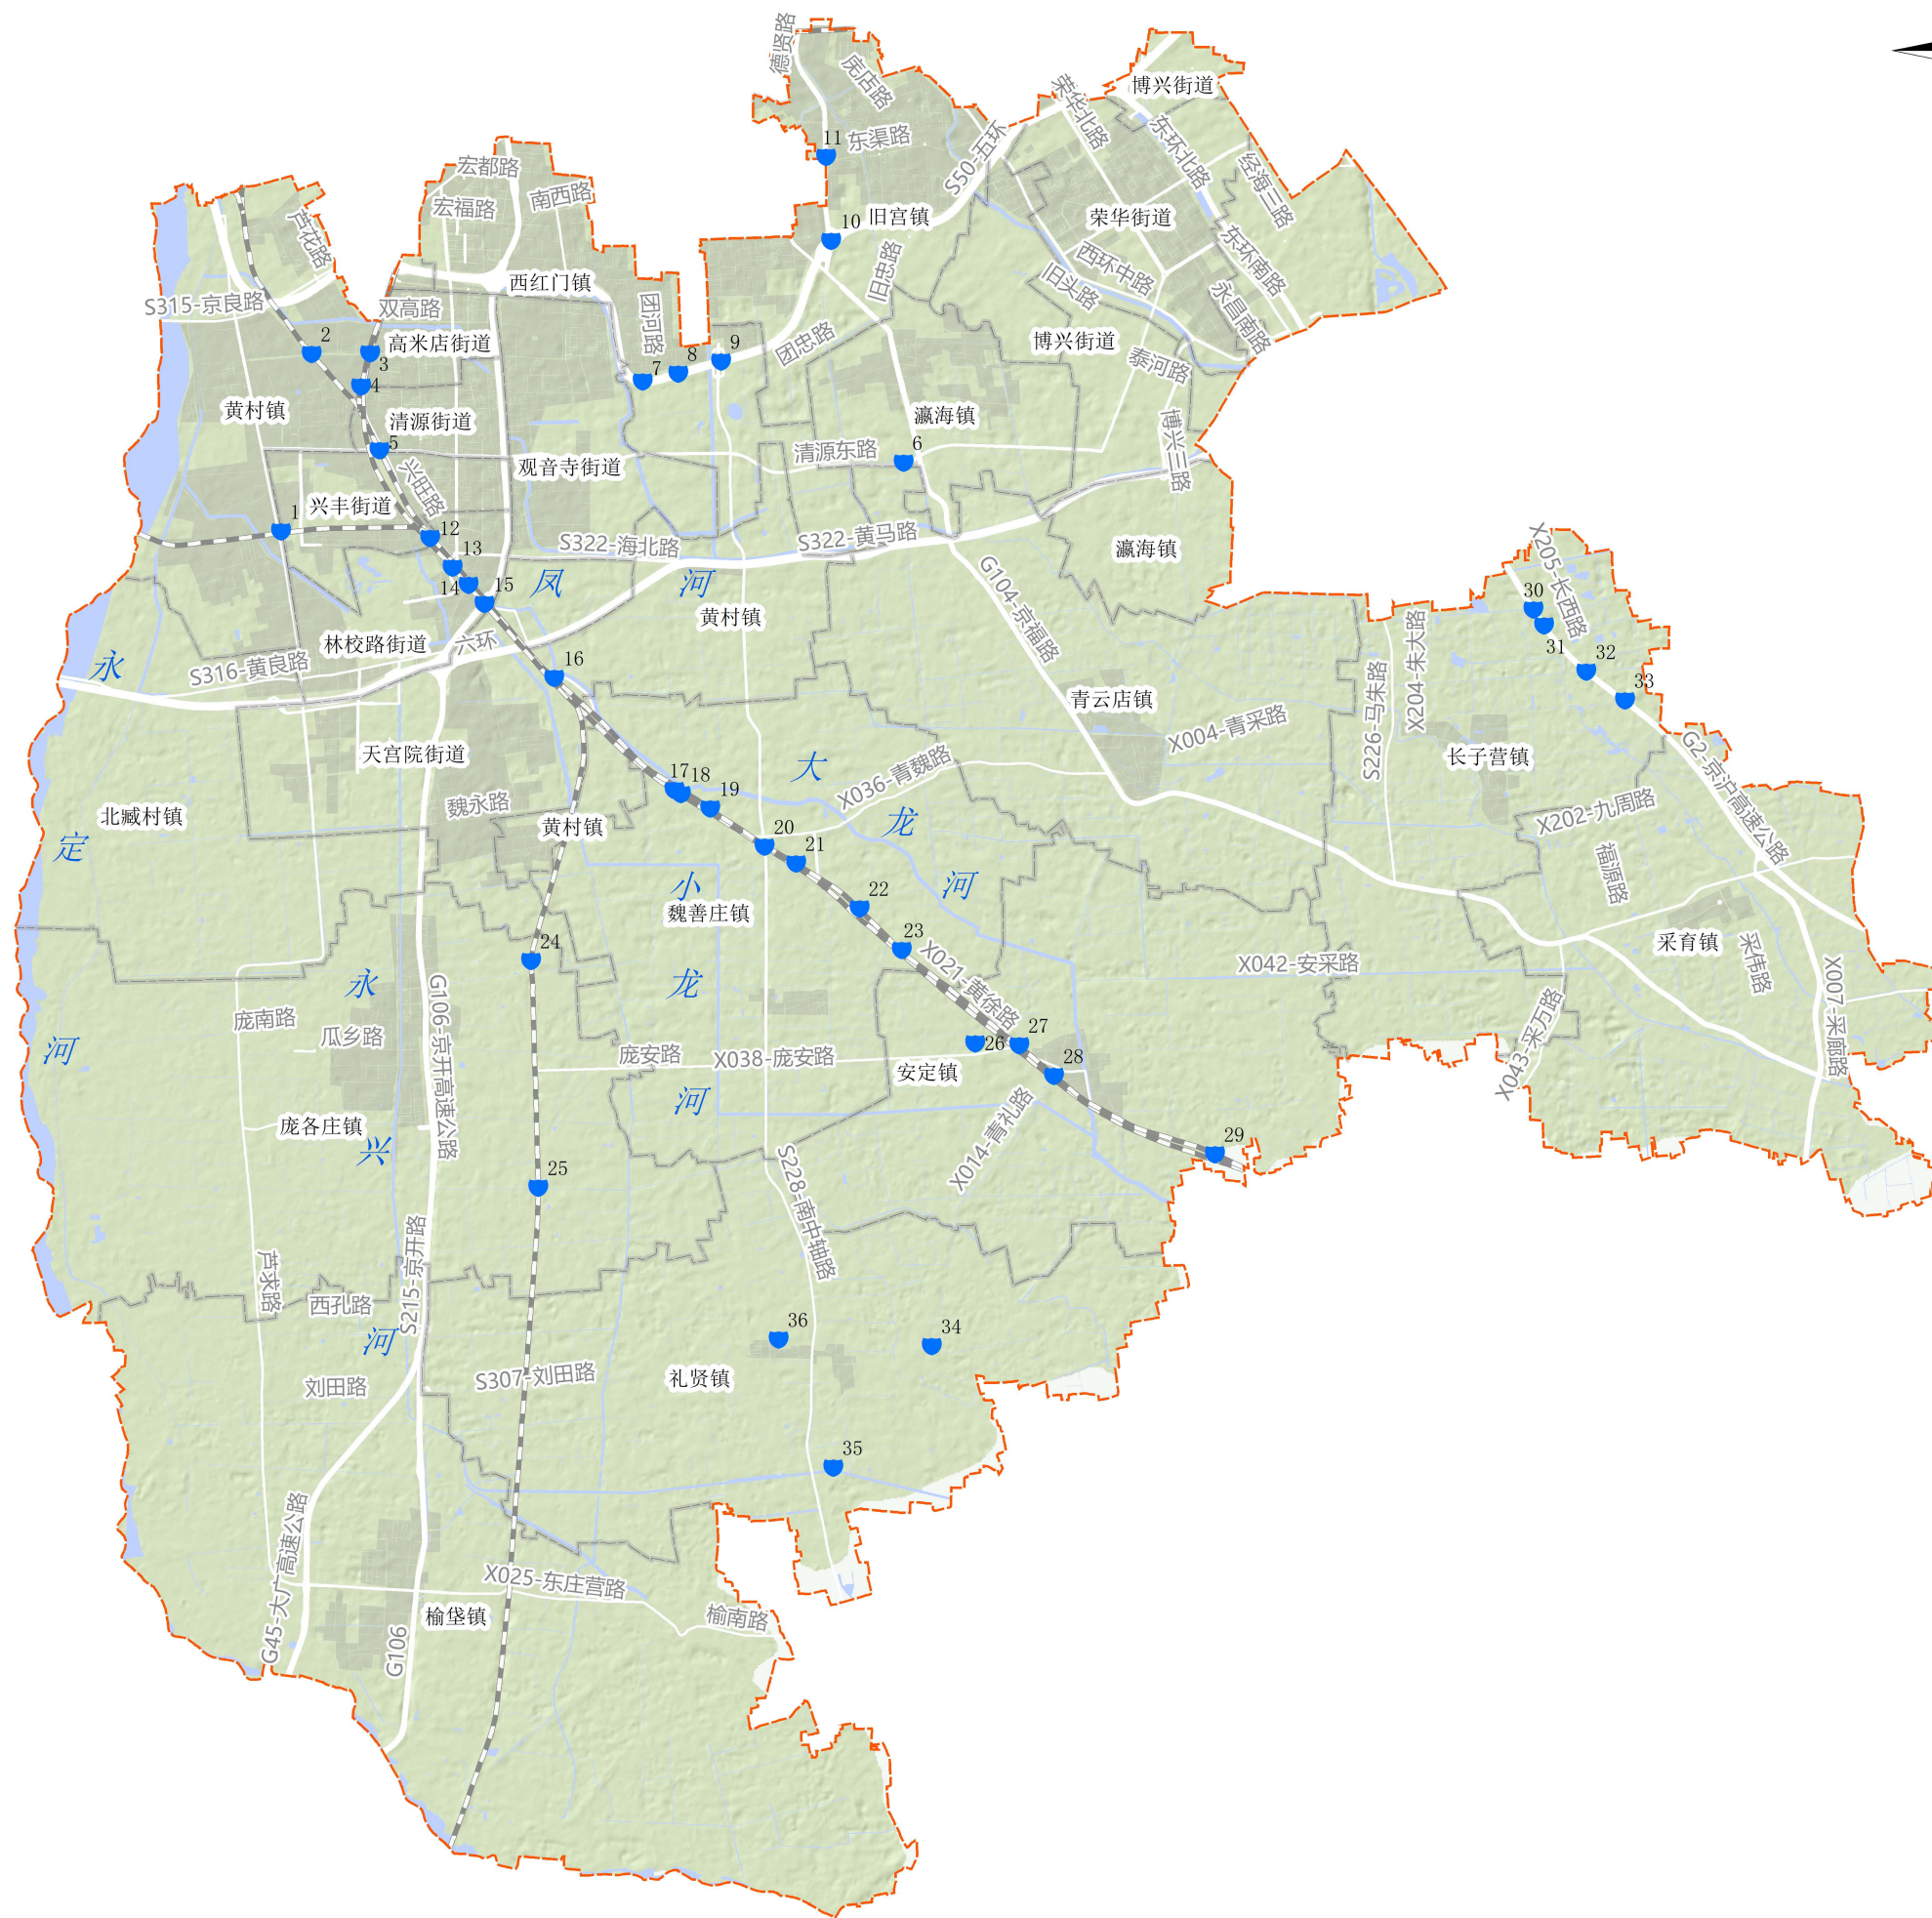 德贤路
庑店路
东渠路
11
S50-五环
荣华北路
博兴街道
东环北路
经海三路
宏都路
宏福路
南西路
芦花路
10
旧宫镇
荣华街道
东环南路
西环中路
旧头路
旧忠路
永昌南路
西红门镇
S315-京良路
双高路
团河路
2
高米店街道
3
4
7
8
9
团忠路
博兴街道
泰河路
黄村镇
清源街道
瀛海镇
博兴三路
5
清源东路
6
观音寺街道
兴旺路
兴丰街道
1
12
S322-海北路
S322-黄马路
瀛海镇
13
14
15
凤
河
G104-京福路
黄村镇
X205-长西路
30
31
32
33
林校路街道
六环
S316-黄良路
永
16
青云店镇
X004-青采路
S226-马朱路
X204-朱大路
长子营镇
G2-京沪高速公路
天宫院街道
17
18
19
大
X036-青魏路
北臧村镇
魏永路
黄村镇
20
21
龙
X202-九周路
定
福源路
小
22
河
魏善庄镇
23
采育镇
24
X021-黄徐路
X042-安采路
采伟路
X007-采廊路
永
龙
G106-京开高速公路
庞南路
瓜乡路
河
庞安路
X038-庞安路
26
27
28
安定镇
X043-采万路
河
X014-青礼路
庞各庄镇
兴
29
25
S228-南中轴路
芦求路
S215-京开路
西孔路
河
36
34
S307-刘田路
礼贤镇
刘田路
35
G45-大广高速公路
X025-东庄营路
榆垡镇
榆南路
G106